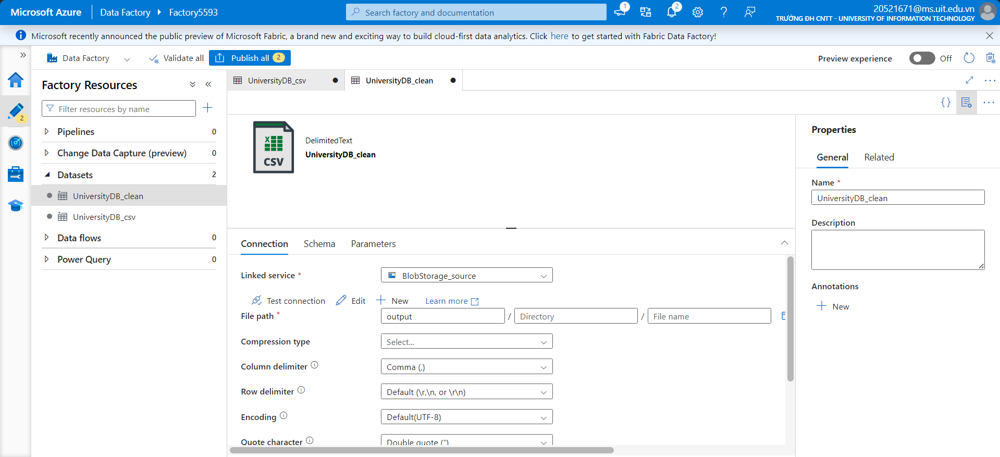 Microsoft Azure
Data Factory
Factory5593
Search factory and documentation
1
2
20521671@ms.uit.edu.vn
TRƯỜNG ĐH CNTT - UNIVERSITY OF INFORMATION TECHNOLOGY
Microsoft recently announced the public preview of Microsoft Fabric, a brand new and exciting way to build cloud-first data analytics. Click here to get started with Fabric Data Factory!
Data Factory
Validate all
Publish all 2
Preview experience
Off
Factory Resources
Filter resources by name
2
Pipelines 0
Change Data Capture (preview) 0
Datasets 2
UniversityDB_clean
UniversityDB_csv
Data flows 0
Power Query 0
UniversityDB_csv
UniversityDB_clean
{}
X
CSV
DelimitedText
UniversityDB_clean
Connection
Schema
Parameters
Linked service *
BlobStorage_source
Test connection
Edit
New
Learn more
File path *
output / Directory / File name
Compression type
Select...
Column delimiter
Comma (,)
Row delimiter
Default (\r,\n, or \r\n)
Encoding
Default(UTF-8)
Quote character
Double quote (")
Properties
General
Related
Name *
UniversityDB_clean
Description
Annotations
New